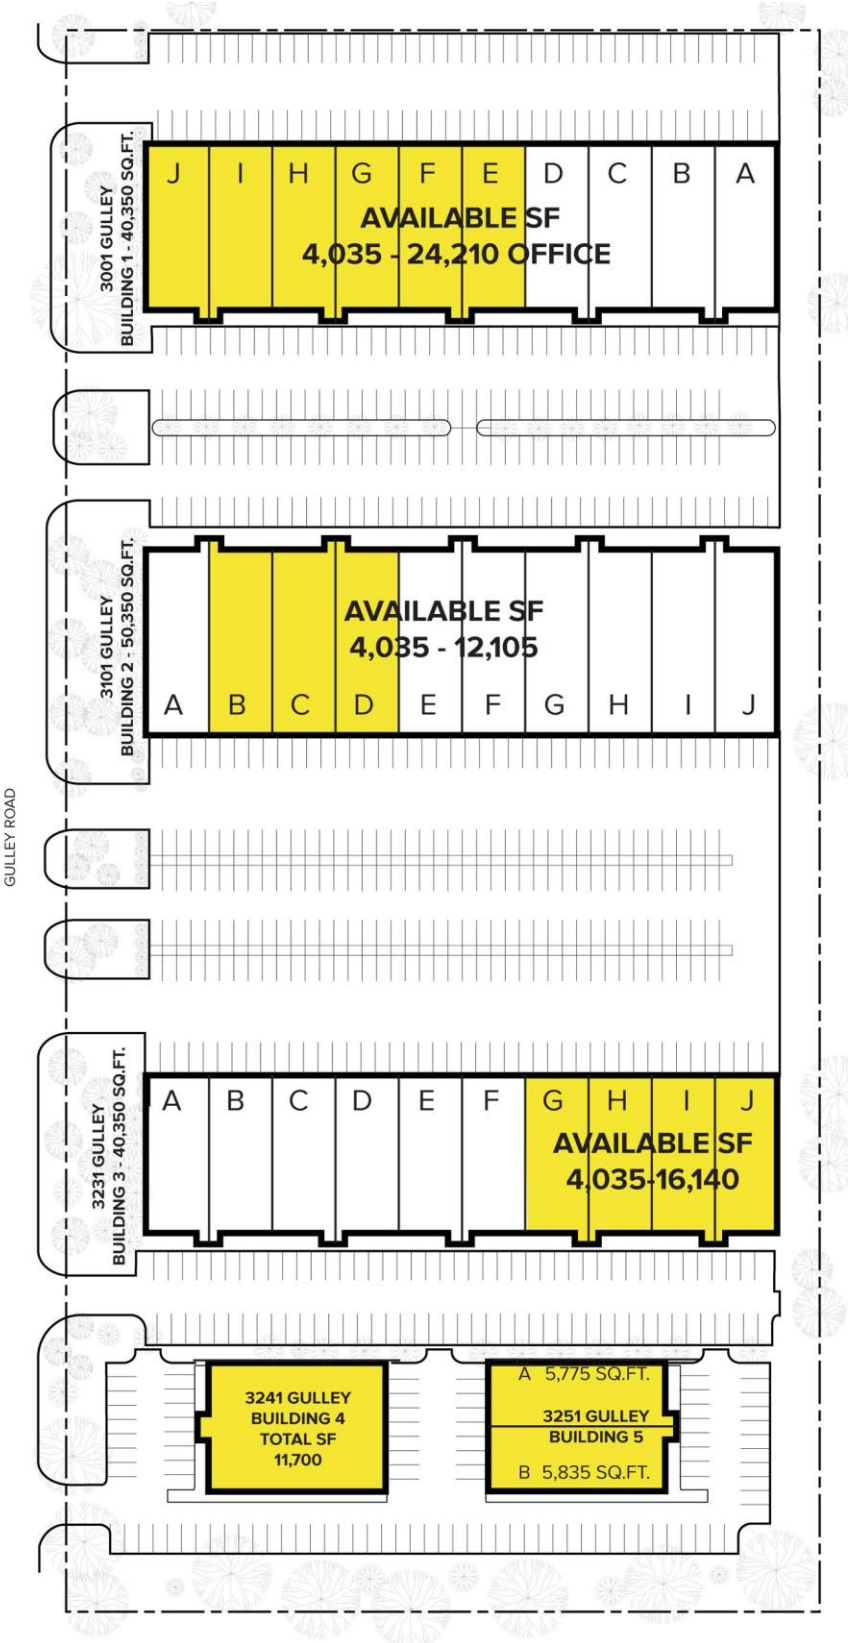 3001 GULLEY
BUILDING 1 - 40,350 SQ.FT.
J I H G F E D C B A
AVAILABLE SF
4,035 - 24,210 OFFICE
3101 GULLEY
BUILDING 2 - 50,350 SQ.FT.
AVAILABLE SF
4,035 - 12,105
A B C D E F G H I J
GULLEY ROAD
3231 GULLEY
BUILDING 3 - 40,350 SQ.FT.
A B C D E F G H I J
AVAILABLE SF
4,035-16,140
3241 GULLEY
BUILDING 4
TOTAL SF
11,700
A 5,775 SQ.FT.
3251 GULLEY
BUILDING 5
B 5,835 SQ.FT.